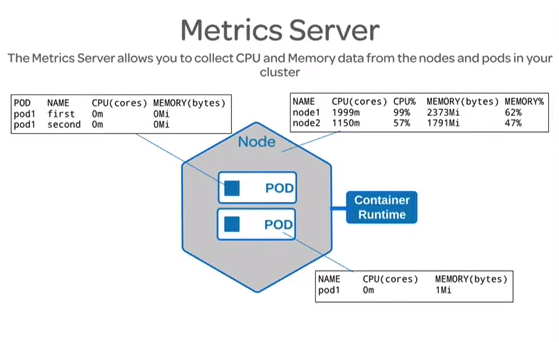 Metrics Server
The Metrics Server allows you to collect CPU and Memory data from the nodes and pods in your
cluster
POD NAME CPU(cores) MEMORY(bytes)
pod1 first 0m 0Mi
pod1 second 0m 0Mi
NAME CPU(cores) CPU% MEMORY(bytes) MEMORY%
node1 1999m 99% 2373Mi 62%
node2 1150m 57% 1791Mi 47%
Node
POD
POD
Container
Runtime
NAME CPU(cores) MEMORY(bytes)
pod1 0m 1Mi